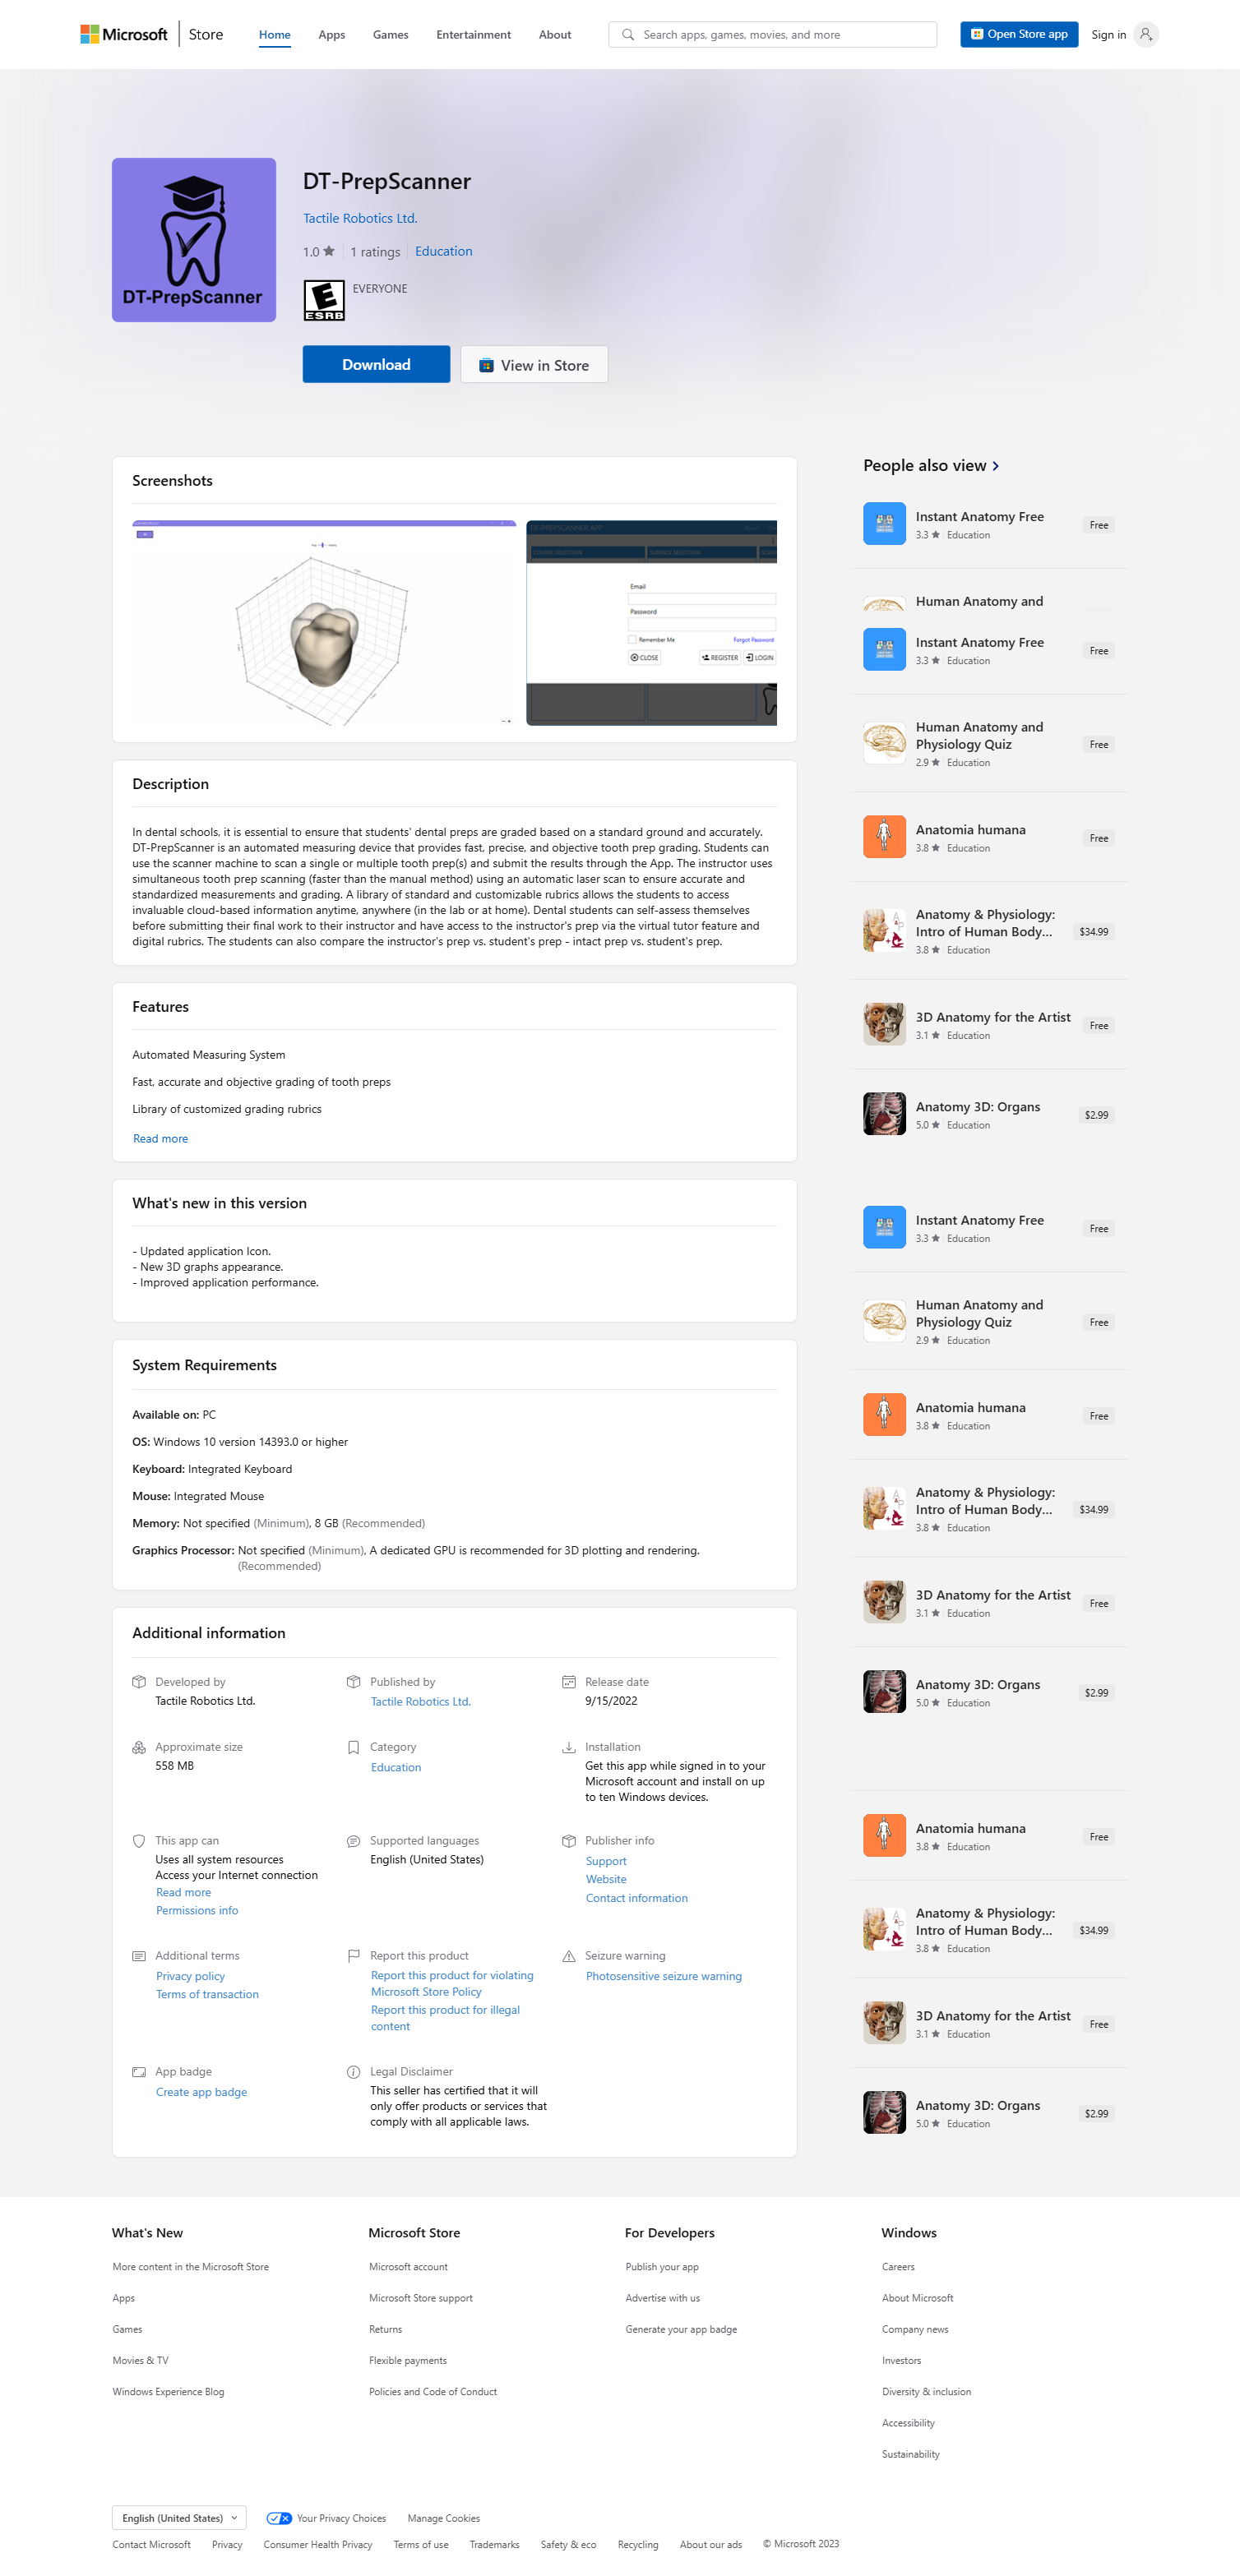 Microsoft
Store
Home
Apps
Games
Entertainment
About
Search apps, games, movies, and more
Open Store app
Sign in
DT-PrepScanner
DT-PrepScanner
Tactile Robotics Ltd.
1.0
1 ratings
Education
E
ESRB
EVERYONE
Download
View in Store
Screenshots
DT-PREPSCANNER APP
COURSE SELECTION
SURFACE SELECTION
Email
Password
Remember Me
Forgot Password
CLOSE
REGISTER
LOGIN
Description
In dental schools, it is essential to ensure that students' dental preps are graded based on a standard ground and accurately.
DT-PrepScanner is an automated measuring device that provides fast, precise, and objective tooth prep grading. Students can
use the scanner machine to scan a single or multiple tooth prep(s) and submit the results through the App. The instructor uses
simultaneous tooth prep scanning (faster than the manual method) using an automatic laser scan to ensure accurate and
standardized measurements and grading. A library of standard and customizable rubrics allows the students to access
invaluable cloud-based information anytime, anywhere (in the lab or at home). Dental students can self-assess themselves
before submitting their final work to their instructor and have access to the instructor's prep via the virtual tutor feature and
digital rubrics. The students can also compare the instructor's prep vs. student's prep - intact prep vs. student's prep.
Features
Automated Measuring System
Fast, accurate and objective grading of tooth preps
Library of customized grading rubrics
Read more
What's new in this version
- Updated application Icon.
- New 3D graphs appearance.
- Improved application performance.
System Requirements
Available on: PC
OS: Windows 10 version 14393.0 or higher
Keyboard: Integrated Keyboard
Mouse: Integrated Mouse
Memory: Not specified (Minimum), 8 GB (Recommended)
Graphics Processor: Not specified (Minimum), A dedicated GPU is recommended for 3D plotting and rendering.
(Recommended)
Additional information
Developed by
Tactile Robotics Ltd.
Published by
Tactile Robotics Ltd.
Release date
9/15/2022
Approximate size
558 MB
Category
Education
Installation
Get this app while signed in to your
Microsoft account and install on up
to ten Windows devices.
This app can
Uses all system resources
Access your Internet connection
Read more
Permissions info
Supported languages
English (United States)
Publisher info
Support
Website
Contact information
Additional terms
Privacy policy
Terms of transaction
Report this product
Report this product for violating
Microsoft Store Policy
Report this product for illegal
content
Seizure warning
Photosensitive seizure warning
App badge
Create app badge
Legal Disclaimer
This seller has certified that it will
only offer products or services that
comply with all applicable laws.
People also view
Instant Anatomy Free
3.3
Education
Free
Human Anatomy and
Instant Anatomy Free
3.3
Education
Free
Human Anatomy and
Physiology Quiz
2.9
Education
Free
Anatomia humana
3.8
Education
Free
Anatomy & Physiology:
Intro of Human Body...
3.8
Education
$34.99
3D Anatomy for the Artist
3.1
Education
Free
Anatomy 3D: Organs
5.0
Education
$2.99
Instant Anatomy Free
3.3
Education
Free
Human Anatomy and
Physiology Quiz
2.9
Education
Free
Anatomia humana
3.8
Education
Free
Anatomy & Physiology:
Intro of Human Body...
3.8
Education
$34.99
3D Anatomy for the Artist
3.1
Education
Free
Anatomy 3D: Organs
5.0
Education
$2.99
Anatomia humana
3.8
Education
Free
Anatomy & Physiology:
Intro of Human Body...
3.8
Education
$34.99
3D Anatomy for the Artist
3.1
Education
Free
Anatomy 3D: Organs
5.0
Education
$2.99
What's New
More content in the Microsoft Store
Apps
Games
Movies & TV
Windows Experience Blog
Microsoft Store
Microsoft account
Microsoft Store support
Returns
Flexible payments
Policies and Code of Conduct
For Developers
Publish your app
Advertise with us
Generate your app badge
Windows
Careers
About Microsoft
Company news
Investors
Diversity & inclusion
Accessibility
Sustainability
English (United States)
Your Privacy Choices
Manage Cookies
Contact Microsoft
Privacy
Consumer Health Privacy
Terms of use
Trademarks
Safety & eco
Recycling
About our ads
© Microsoft 2023